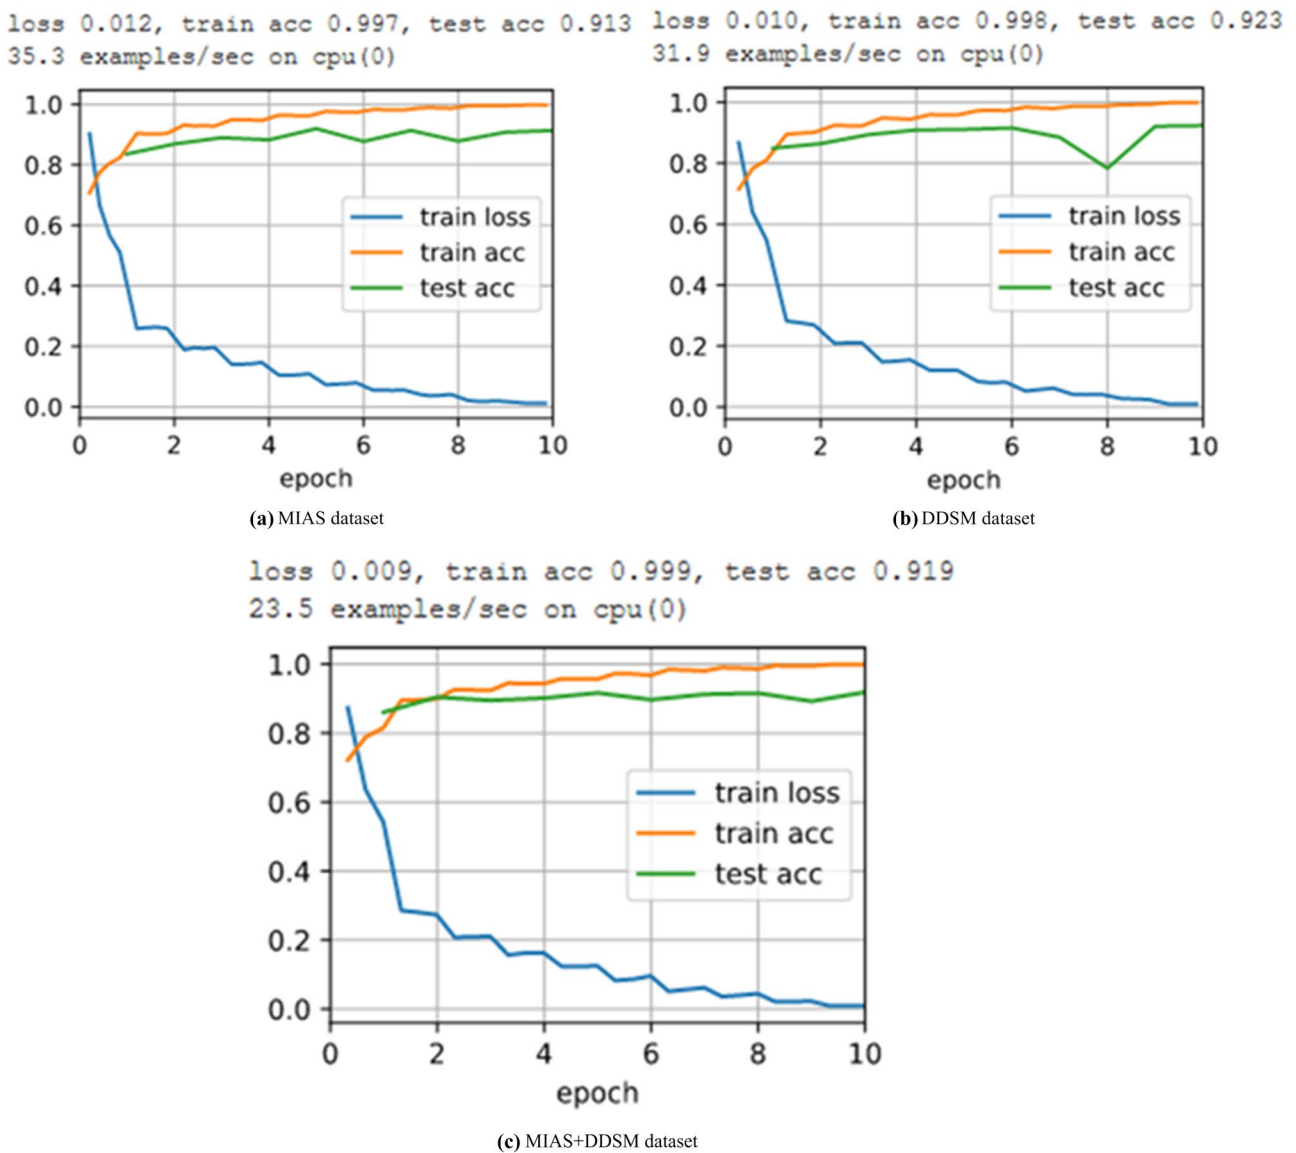 loss 0.012, train acc 0.997, test acc 0.913
35.3 examples/sec on cpu(0)
1.0
0.8
0.6
0.4
0.2
0.0
train loss
train acc
test acc
0 2 4 6 8 10
epoch
(a) MIAS dataset
loss 0.010, train acc 0.998, test acc 0.923
31.9 examples/sec on cpu(0)
1.0
0.8
0.6
0.4
0.2
0.0
train loss
train acc
test acc
0 2 4 6 8 10
epoch
(b) DDSM dataset
loss 0.009, train acc 0.999, test acc 0.919
23.5 examples/sec on cpu(0)
1.0
0.8
0.6
0.4
0.2
0.0
train loss
train acc
test acc
0 2 4 6 8 10
epoch
(c) MIAS+DDSM dataset